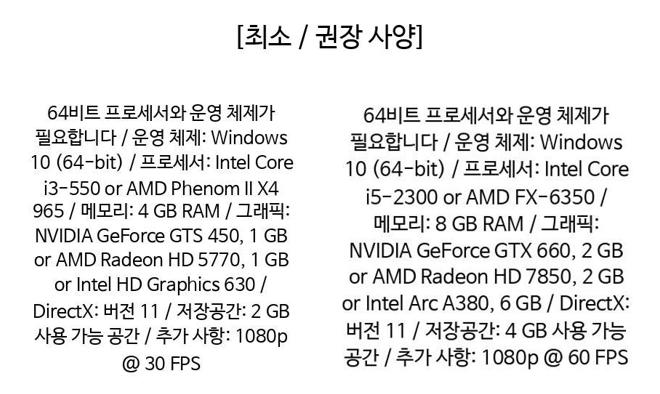 [최소 / 권장 사양]
64비트 프로세서와 운영 체제가
필요합니다 / 운영 체제: Windows
10 (64-bit) / 프로세서: Intel Core
i3-550 or AMD Phenom II X4
965 / 메모리: 4 GB RAM / 그래픽:
NVIDIA GeForce GTS 450, 1 GB
or AMD Radeon HD 5770, 1 GB
or Intel HD Graphics 630 /
DirectX: 버전 11 / 저장공간: 2 GB
사용 가능 공간 / 추가 사항: 1080p
@ 30 FPS
64비트 프로세서와 운영 체제가
필요합니다 / 운영 체제: Windows
10 (64-bit) / 프로세서: Intel Core
i5-2300 or AMD FX-6350 /
메모리: 8 GB RAM / 그래픽:
NVIDIA GeForce GTX 660, 2 GB
or AMD Radeon HD 7850, 2 GB
or Intel Arc A380, 6 GB / DirectX:
버전 11 / 저장공간: 4 GB 사용 가능
공간 / 추가 사항: 1080p @ 60 FPS